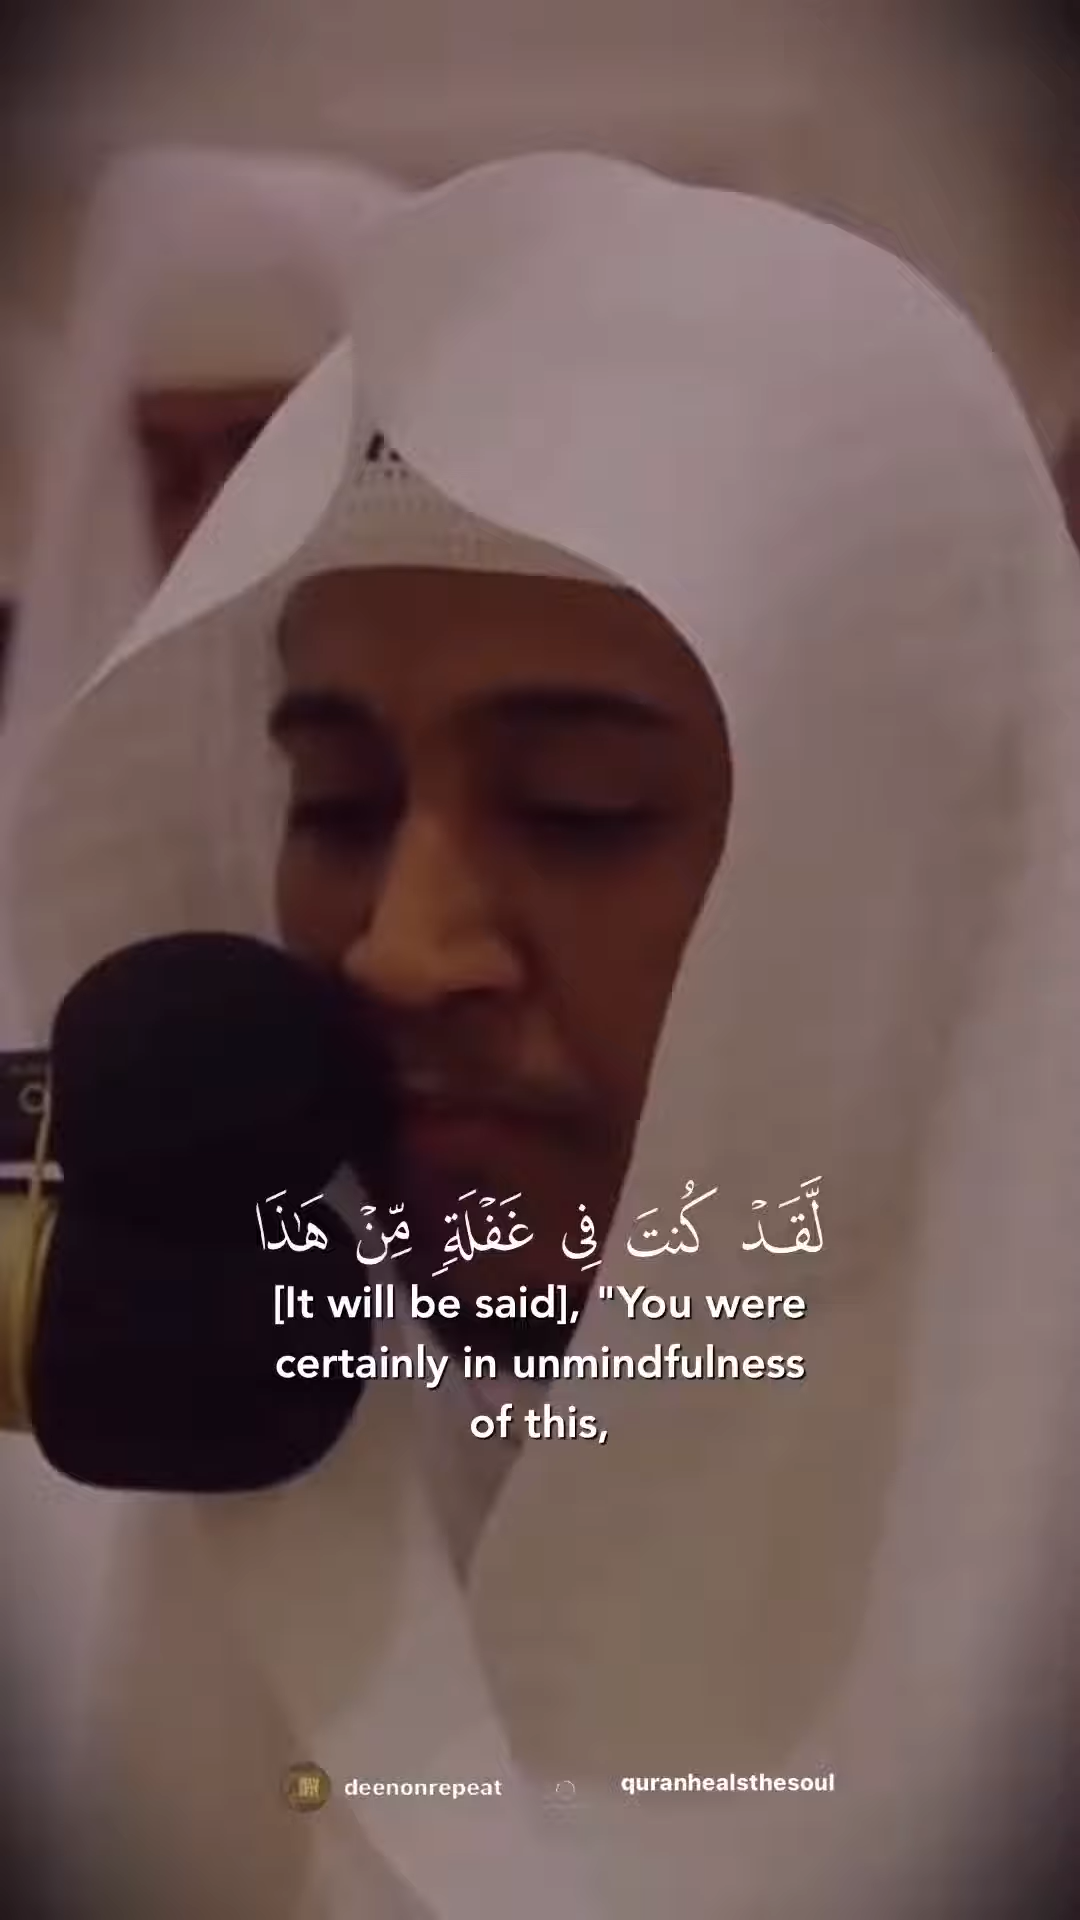 لَّقَدْ كُنتَ فِى غَفْلَةٍ مِّنْ هَـٰذَا
[It will be said], "You were
certainly in unmindfulness
of this,
deenonrepeat
quranhealsthesoul